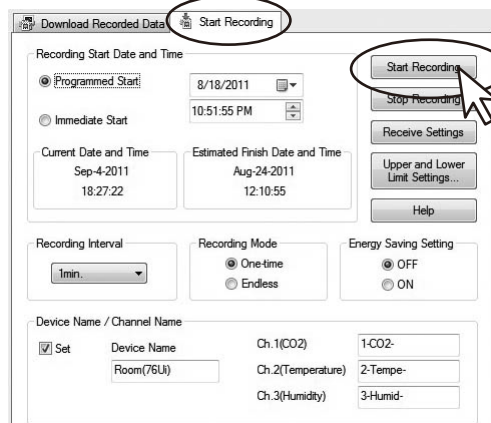 Download Recorded Data
Start Recording
Recording Start Date and Time
Programmed Start
8/18/2011
10:51:55 PM
Immediate Start
Current Date and Time
Sep-4-2011
18:27:22
Estimated Finish Date and Time
Aug-24-2011
12:10:55
Start Recording
Stop Recording
Receive Settings
Upper and Lower
Limit Settings...
Help
Recording Interval
1min.
Recording Mode
One-time
Endless
Energy Saving Setting
OFF
ON
Device Name / Channel Name
Set
Device Name
Room(76Ui)
Ch.1(CO2)
1-CO2-
Ch.2(Temperature)
2-Tempe-
Ch.3(Humidity)
3-Humid-